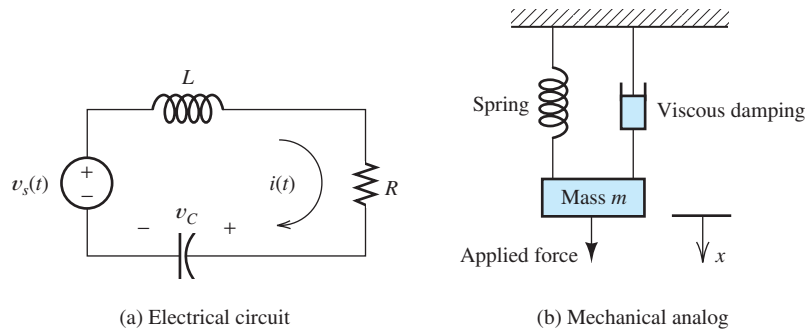 L
+
−
v_s(t)
i(t)
R
v_C
− +
(a) Electrical circuit
Spring
Viscous damping
Mass m
Applied force
x
(b) Mechanical analog